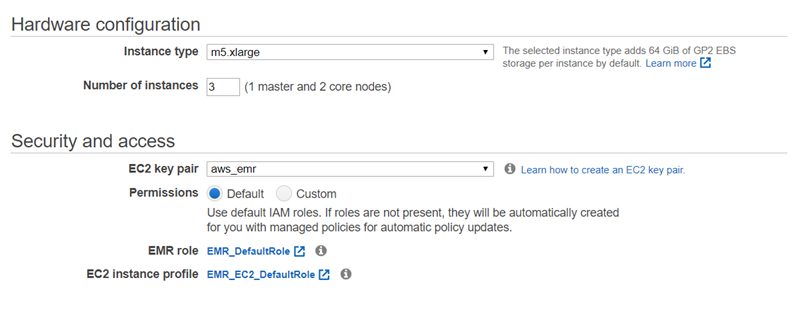 Hardware configuration
Instance type m5.xlarge The selected instance type adds 64 GiB of GP2 EBS
storage per instance by default. Learn more
Number of instances 3 (1 master and 2 core nodes)
Security and access
EC2 key pair aws_emr Learn how to create an EC2 key pair.
Permissions Default Custom
Use default IAM roles. If roles are not present, they will be automatically created
for you with managed policies for automatic policy updates.
EMR role EMR_DefaultRole
EC2 instance profile EMR_EC2_DefaultRole